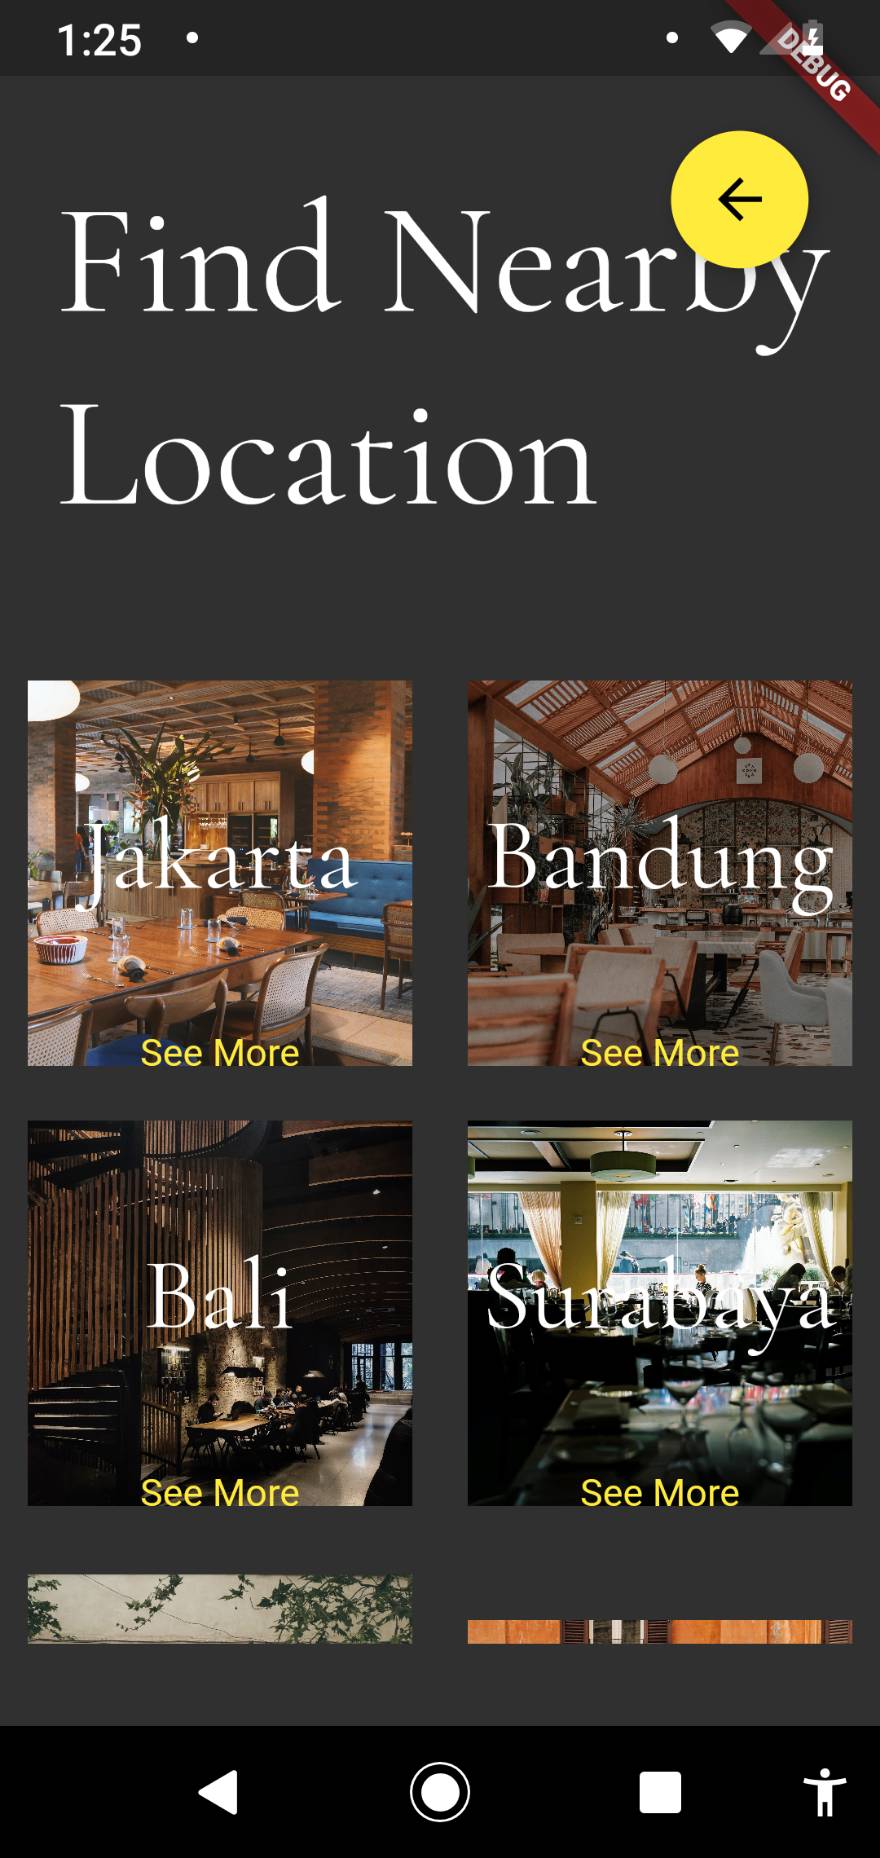 1:25
DEBUG
Find Nearby
Location
Jakarta
Bandung
See More
See More
Bali
Surabaya
See More
See More